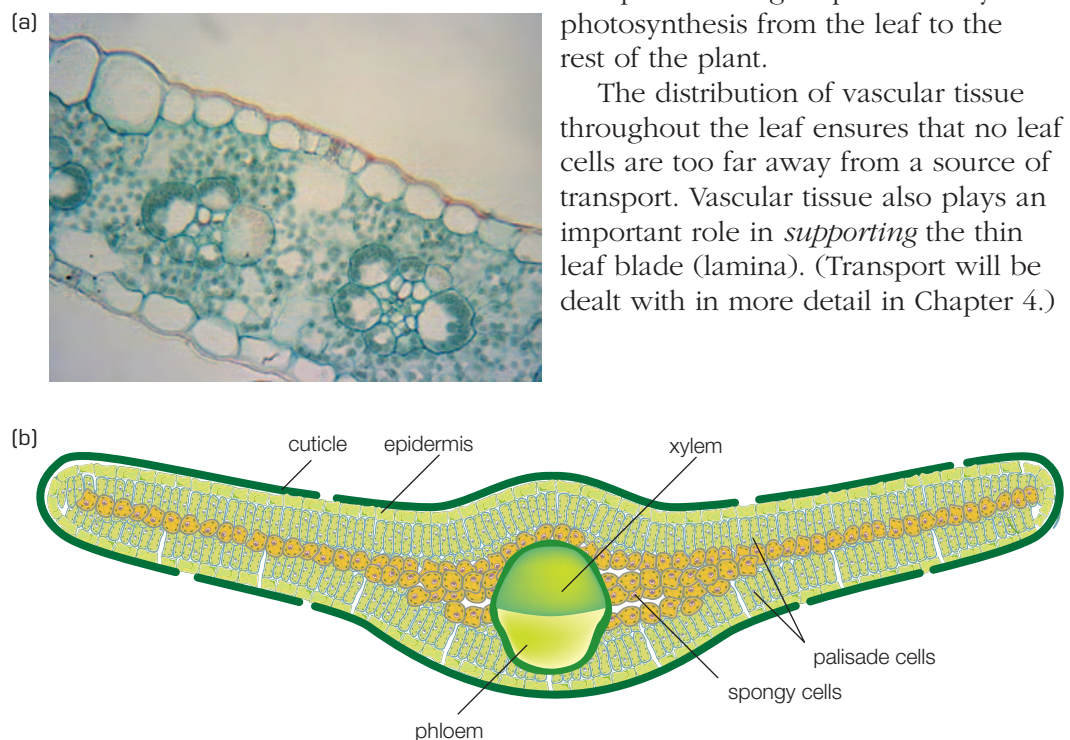 (a)
photosynthesis from the leaf to the
rest of the plant.
The distribution of vascular tissue
throughout the leaf ensures that no leaf
cells are too far away from a source of
transport. Vascular tissue also plays an
important role in supporting the thin
leaf blade (lamina). (Transport will be
dealt with in more detail in Chapter 4.)
(b)
cuticle
epidermis
xylem
palisade cells
spongy cells
phloem